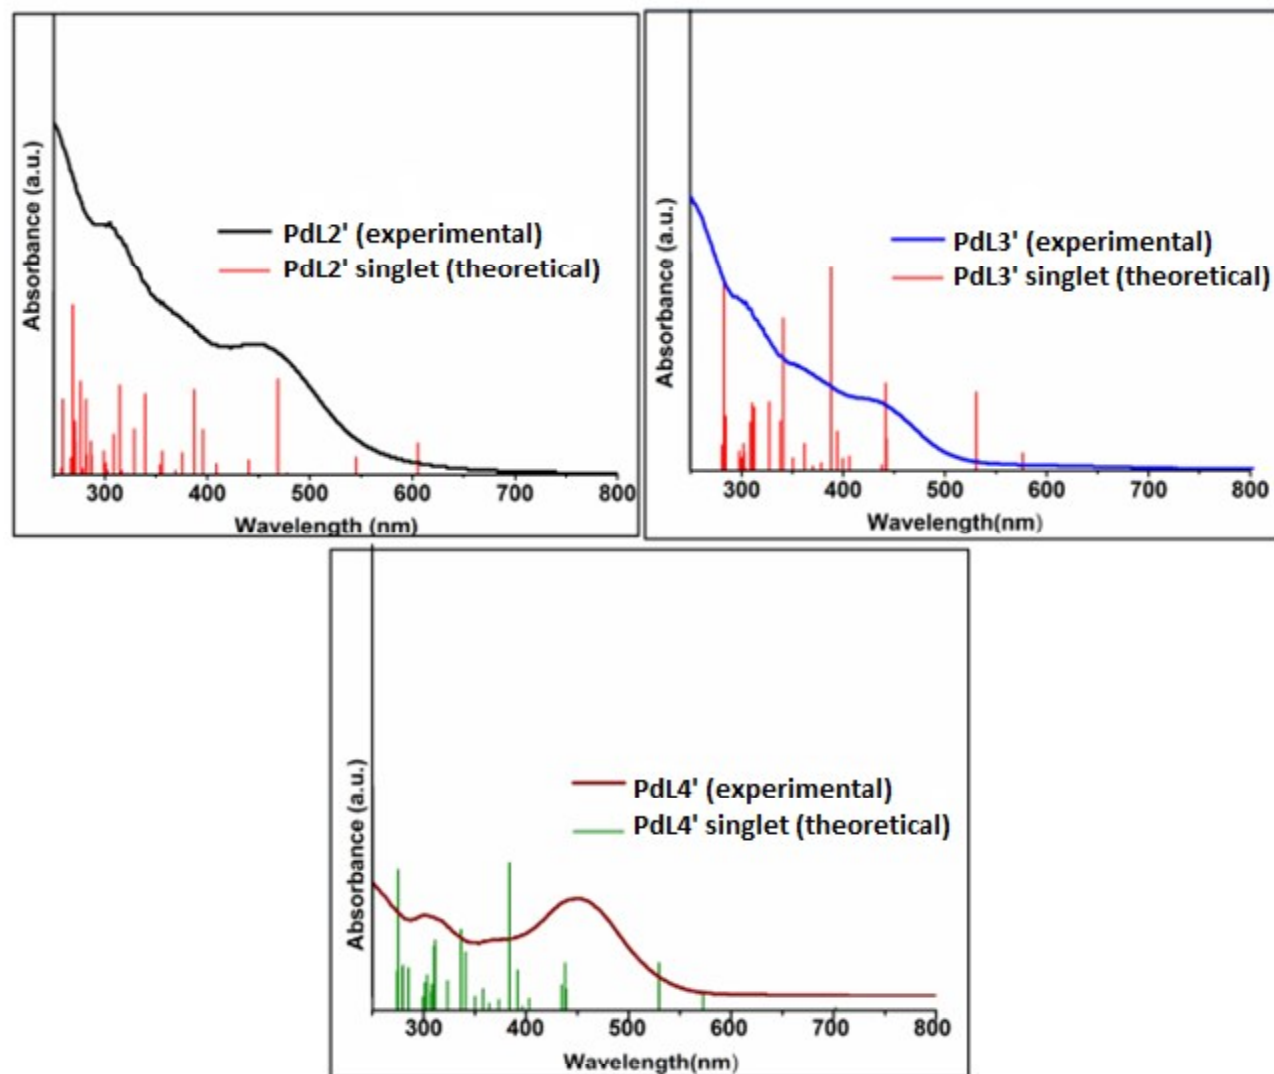 Absorbance (a.u.)
PdL2' (experimental)
PdL2' singlet (theoretical)
300 400 500 600 700 800
Wavelength (nm)
Absorbance (a.u.)
PdL3' (experimental)
PdL3' singlet (theoretical)
300 400 500 600 700 800
Wavelength(nm)
Absorbance (a.u.)
PdL4' (experimental)
PdL4' singlet (theoretical)
300 400 500 600 700 800
Wavelength(nm)